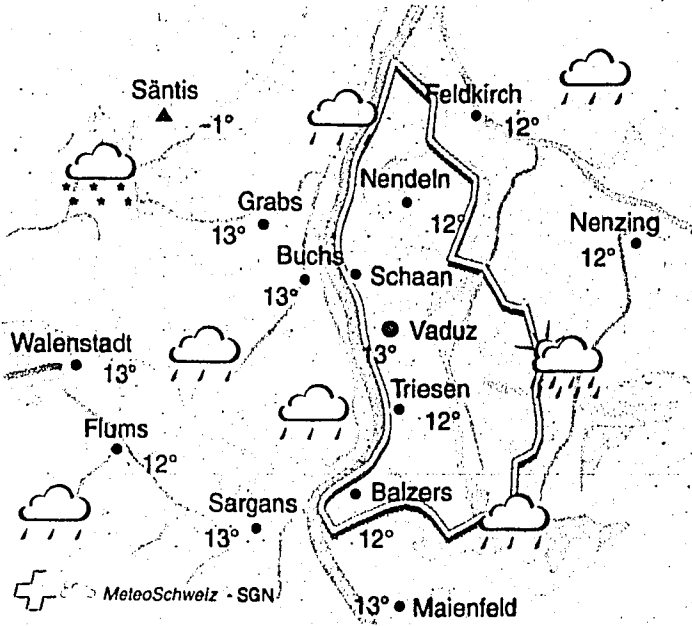 Säntis
-1°
Feldkirch
12°
Nendeln
12°
Grabs
13°
Nenzing
12°
Buchs
13°
Schaan
Vaduz
13°
Walenstadt
13°
Triesen
12°
Flums
12°
Balzers
12°
Sargans
13°
MeteoSchweiz - SGN
13°
Maienfeld